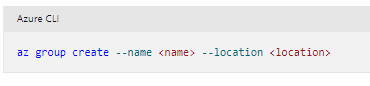 Azure CLI
az group create --name <name> --location <location>